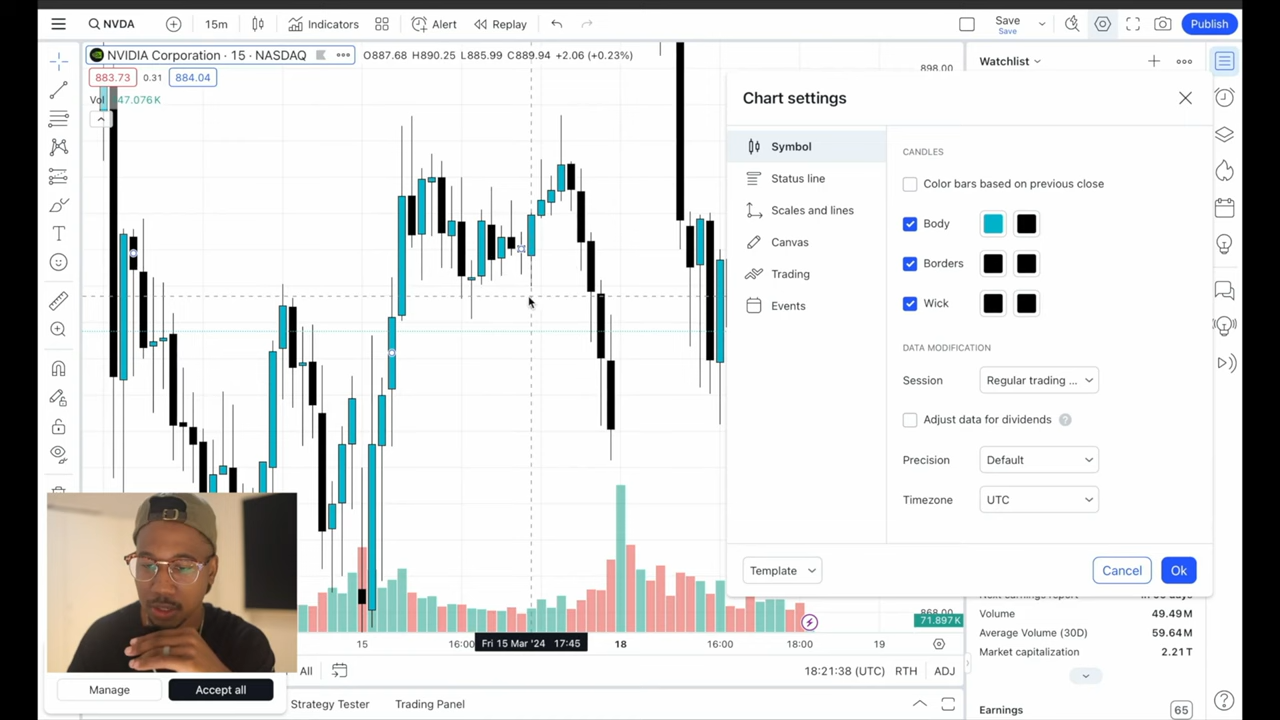 NVDA
15m
Indicators
Alert
Replay
Save
Save
Publish
NVIDIA Corporation · 15 · NASDAQ
O887.68 H890.25 L885.99 C889.94 +2.06 (+0.23%)
883.73 0.31 884.04
Vol 47.076K
898.00
Watchlist
Chart settings
Symbol
Status line
Scales and lines
Canvas
Trading
Events
CANDLES
Color bars based on previous close
Body
Borders
Wick
DATA MODIFICATION
Session Regular trading ...
Adjust data for dividends ?
Precision Default
Timezone UTC
Template
Cancel
Ok
868.00
71.897K
15 16:00 Fri 15 Mar '24 17:45 18 16:00 18:00 19
Volume 49.49M
Average Volume (30D) 59.64M
Market capitalization 2.21T
All
18:21:38 (UTC) RTH ADJ
Manage
Accept all
Strategy Tester
Trading Panel
Earnings 65